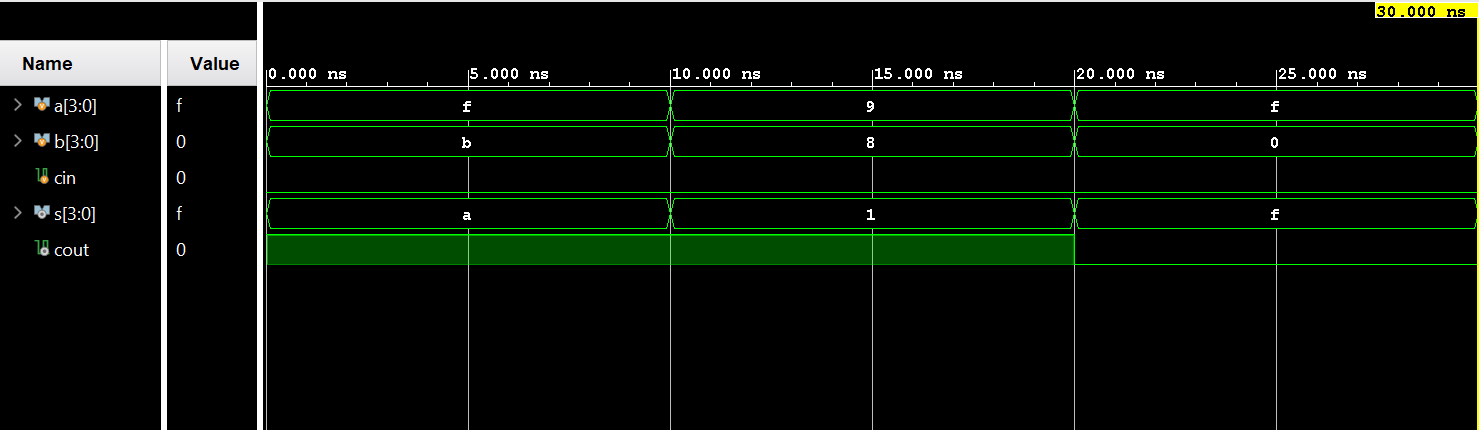 30.000 ns
Name Value
0.000 ns 5.000 ns 10.000 ns 15.000 ns 20.000 ns 25.000 ns
a[3:0] f f 9 f
b[3:0] 0 b 8 0
cin 0
s[3:0] f a 1 f
cout 0